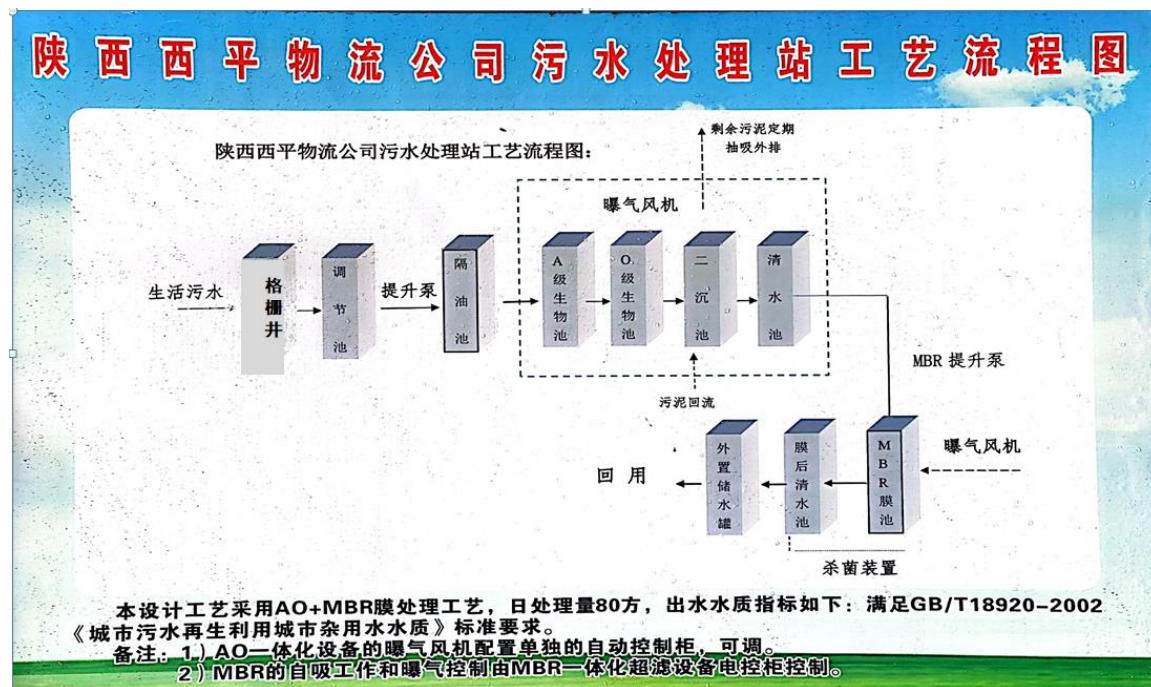 陕西西平物流公司污水处理站工艺流程图
陕西西平物流公司污水处理站工艺流程图：
剩余污泥定期
抽吸外排
曝气风机
生活污水
格栅井
调节池
提升泵
隔油池
A级生物池
O级生物池
二沉池
清水池
污泥回流
MBR 提升泵
曝气风机
MBR膜池
膜后清水池
外置储水罐
回 用
杀菌装置
本设计工艺采用AO+MBR膜处理工艺，日处理量80方，出水水质指标如下：满足GB/T18920-2002
《城市污水再生利用城市杂用水水质》标准要求。
备注：1）AO一体化设备的曝气风机配置单独的自动控制柜，可调。
2）MBR的自吸工作和曝气控制由MBR一体化超滤设备电控柜控制。